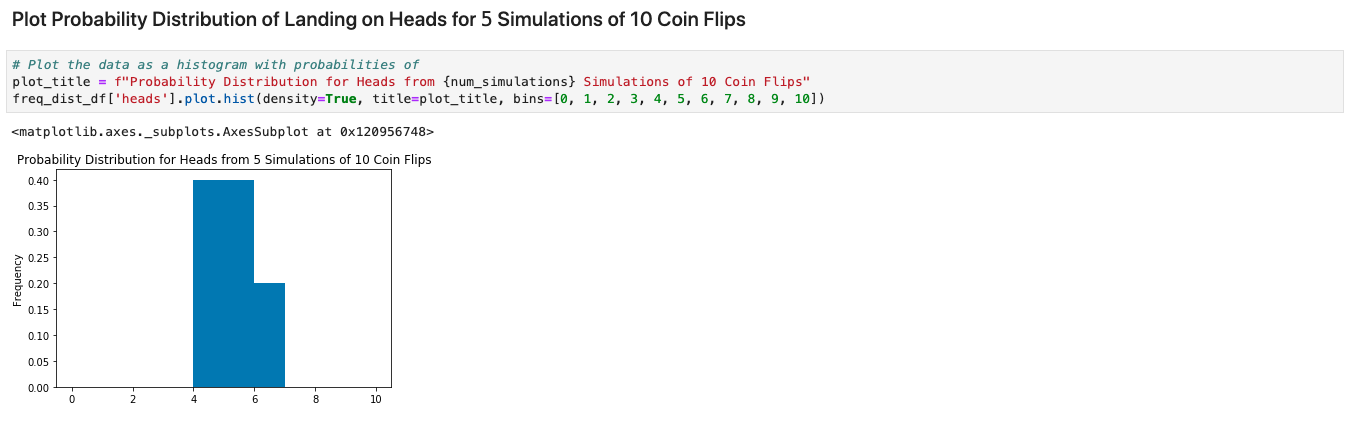 Plot Probability Distribution of Landing on Heads for 5 Simulations of 10 Coin Flips
# Plot the data as a histogram with probabilities of
plot_title = f"Probability Distribution for Heads from {num_simulations} Simulations of 10 Coin Flips"
freq_dist_df['heads'].plot.hist(density=True, title=plot_title, bins=[0, 1, 2, 3, 4, 5, 6, 7, 8, 9, 10])
<matplotlib.axes._subplots.AxesSubplot at 0x120956748>
Probability Distribution for Heads from 5 Simulations of 10 Coin Flips
Frequency
0.40
0.35
0.30
0.25
0.20
0.15
0.10
0.05
0.00
0 2 4 6 8 10